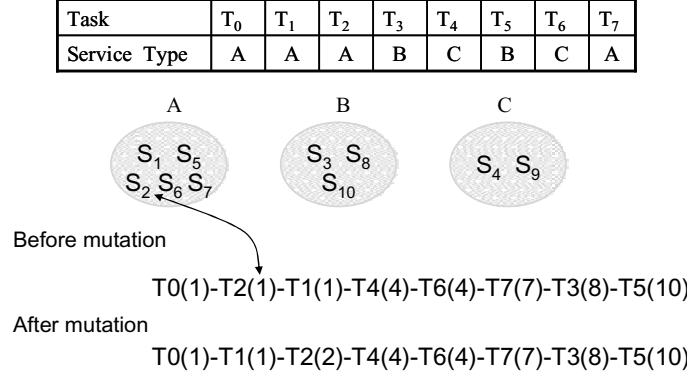 Task T0 T1 T2 T3 T4 T5 T6 T7
Service Type A A A B C B C A
A B C
S1 S5 S3 S8 S4 S9
S2 S6 S7 S10
Before mutation
T0(1)-T2(1)-T1(1)-T4(4)-T6(4)-T7(7)-T3(8)-T5(10)
After mutation
T0(1)-T1(1)-T2(2)-T4(4)-T6(4)-T7(7)-T3(8)-T5(10)